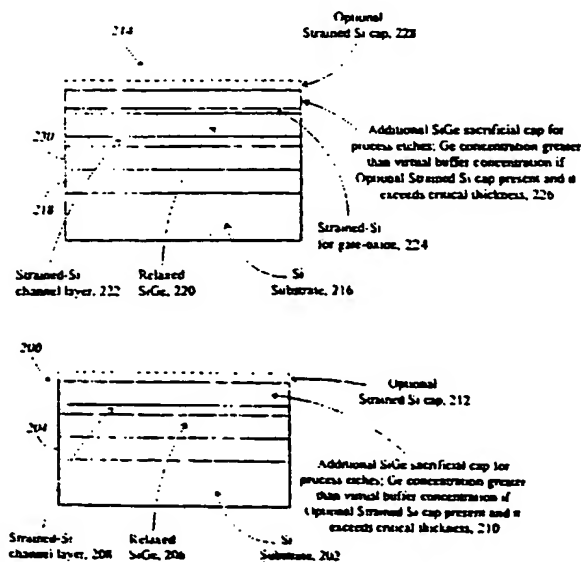 Optional
Strained Si cap, 228
214
Additional SiGe sacrificial cap for
process etches; Ge concentration greater
than virtual buffer concentration if
Optional Strained Si cap present and it
exceeds critical thickness, 226
230
218
Strained-Si
for gate-oxide, 224
Strained-Si
channel layer, 222
Relaxed
SiGe, 220
Si
Substrate, 216
200
Optional
Strained Si cap, 212
204
Additional SiGe sacrificial cap for
process etches; Ge concentration greater
than virtual buffer concentration if
Optional Strained Si cap present and it
exceeds critical thickness, 210
Strained-Si
channel layer, 208
Relaxed
SiGe, 206
Si
Substrate, 202